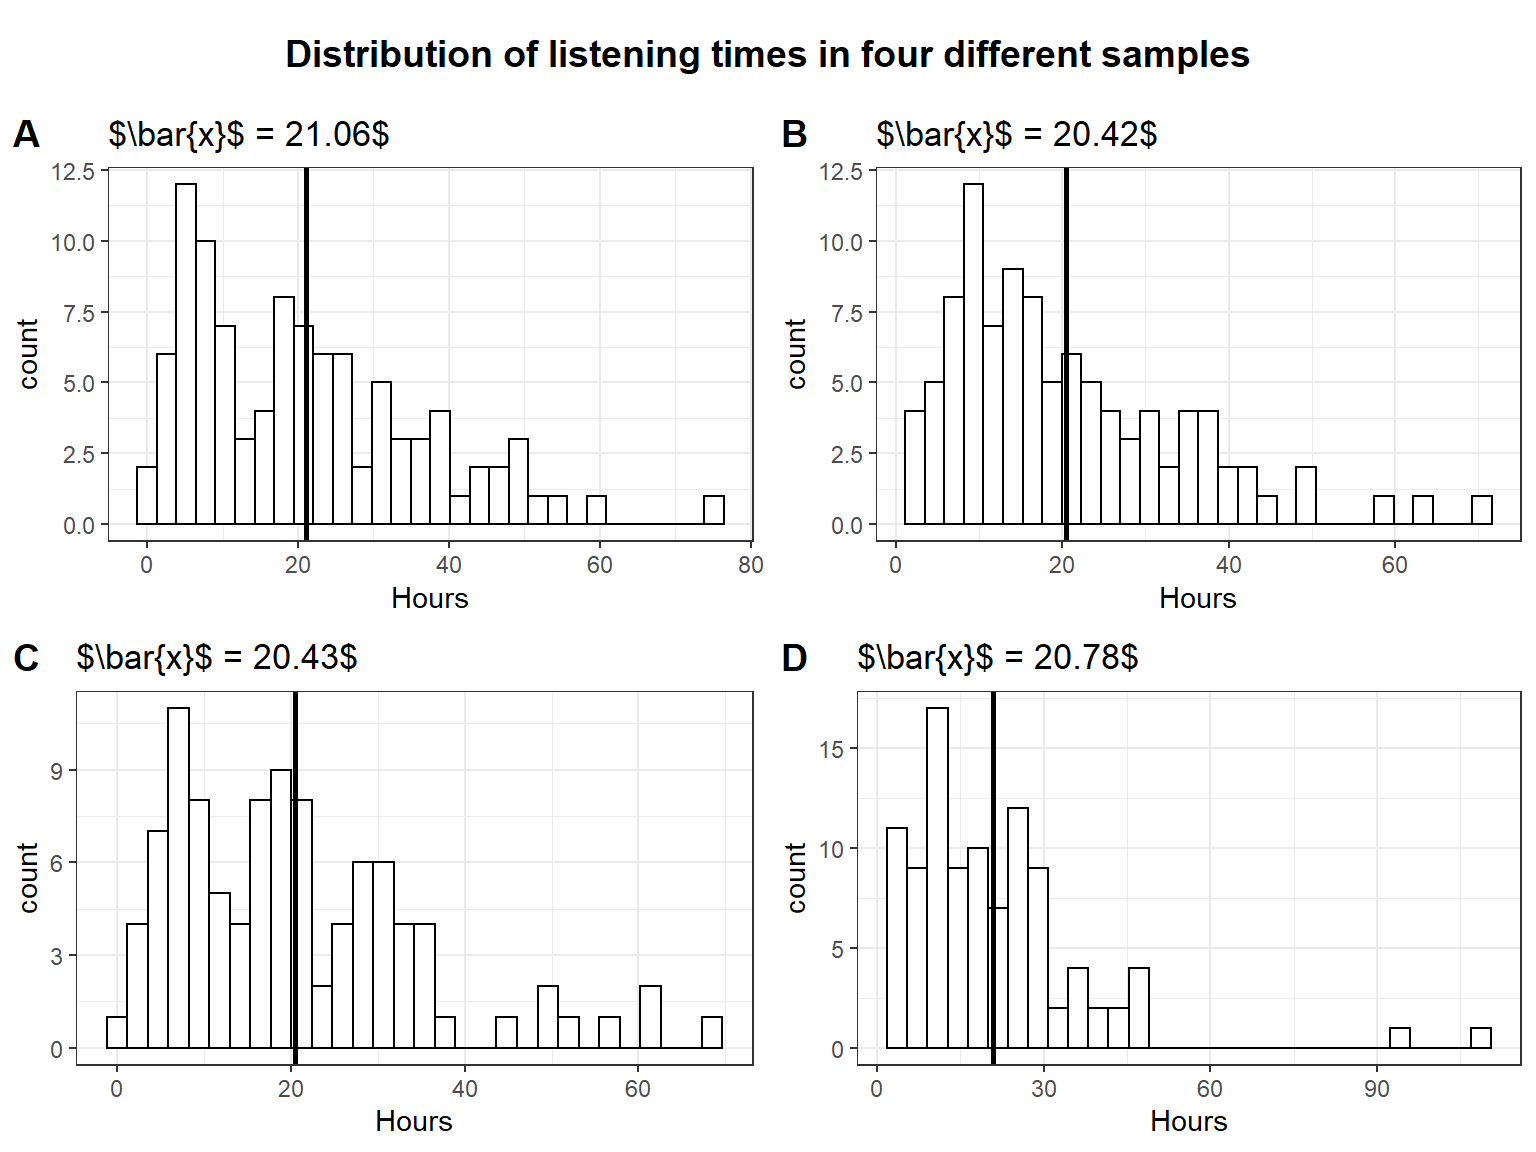 Distribution of listening times in four different samples
A $\bar{x}$ = 21.06$
12.5
10.0
7.5
5.0
2.5
0.0
count
0 20 40 60 80
Hours
B $\bar{x}$ = 20.42$
12.5
10.0
7.5
5.0
2.5
0.0
count
0 20 40 60
Hours
C $\bar{x}$ = 20.43$
9
6
3
0
count
0 20 40 60
Hours
D $\bar{x}$ = 20.78$
15
10
5
0
count
0 30 60 90
Hours